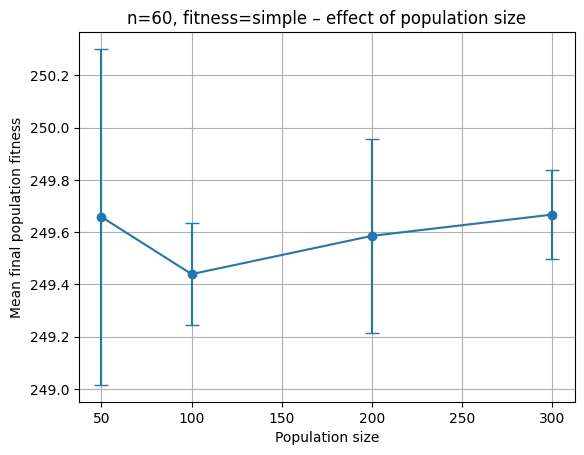 n=60, fitness=simple – effect of population size
Mean final population fitness
250.2
250.0
249.8
249.6
249.4
249.2
249.0
50 100 150 200 250 300
Population size